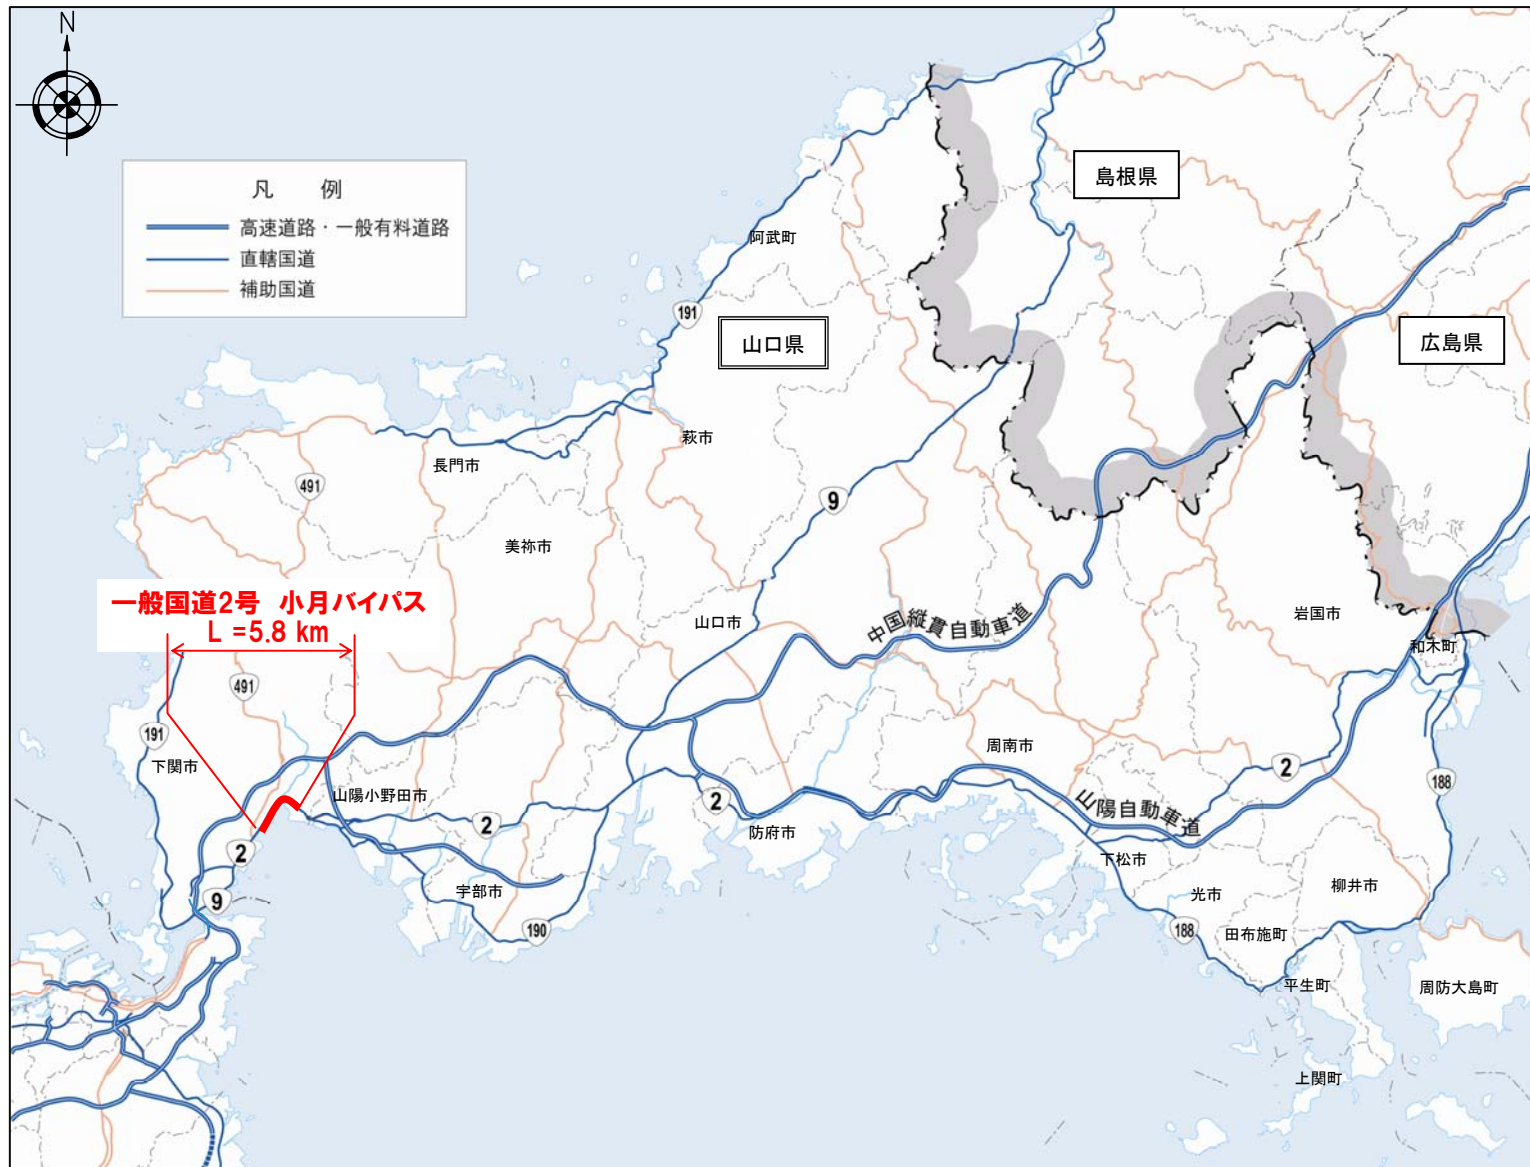 N
凡　例
高速道路・一般有料道路
直轄国道
補助国道
島根県
阿武町
191
山口県
広島県
萩市
長門市
491
9
美祢市
一般国道2号　小月バイパス
L =5.8 km
山口市
中国縦貫自動車道
岩国市
和木町
491
191
下関市
周南市
2
188
山陽小野田市
2
2
防府市
山陽自動車道
2
下松市
9
宇部市
光市
柳井市
190
188
田布施町
平生町
周防大島町
上関町